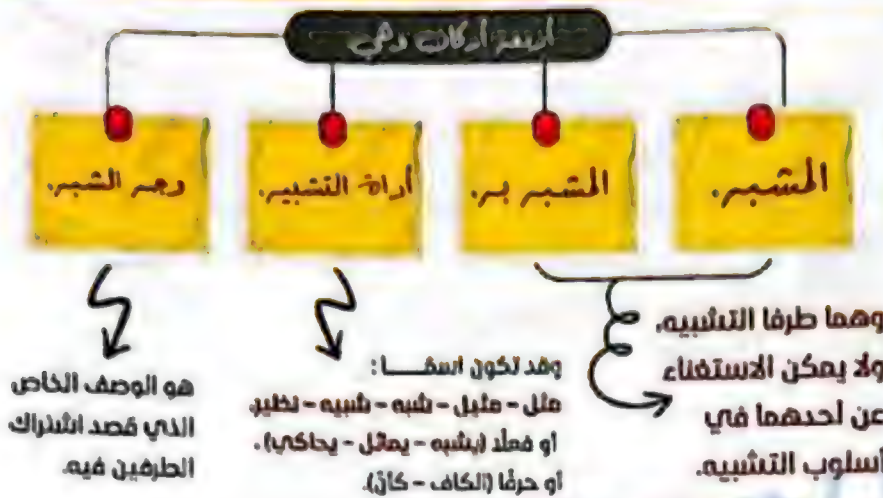 أربعة أركان وهي
المشبه.
المشبه به.
أداة التشبيه.
وجه الشبه.
وهما طرفا التشبيه،
ولا يمكن الاستغناء
عن أحدهما في
أسلوب التشبيه.
وقد تكون اسمًا:
مثل - مثيل - شبه - شبيه - نظير،
أو فعلًا (يشبه - يماثل - يحاكي)،
أو حرفًا (الكاف - كأنّ).
هو الوصف الخاص
الذي قصد اشتراك
الطرفين فيه.